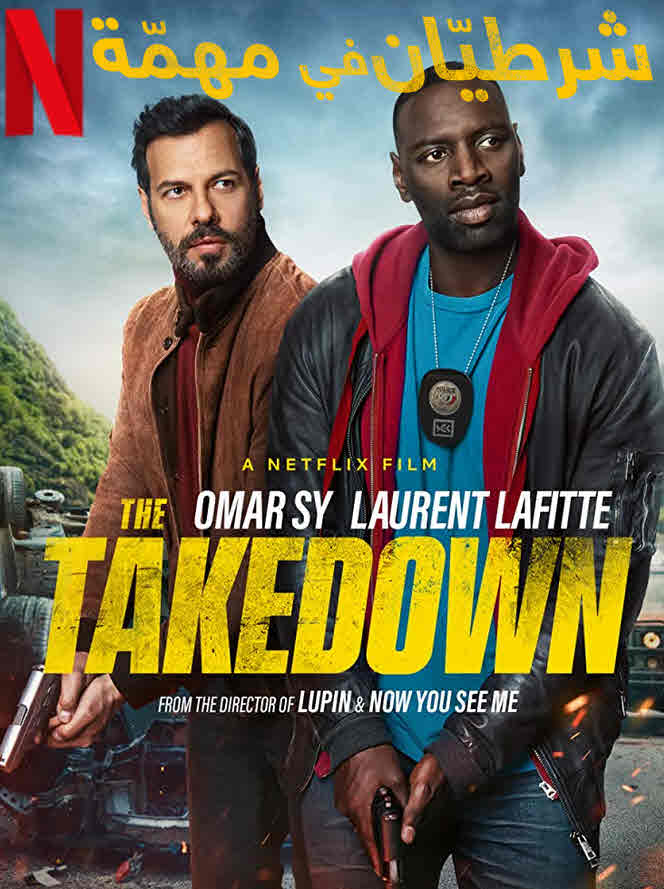 N شرطيّان في مهمّة
A NETFLIX FILM
THE OMAR SY LAURENT LAFITTE
TAKEDOWN
FROM THE DIRECTOR OF LUPIN & NOW YOU SEE ME